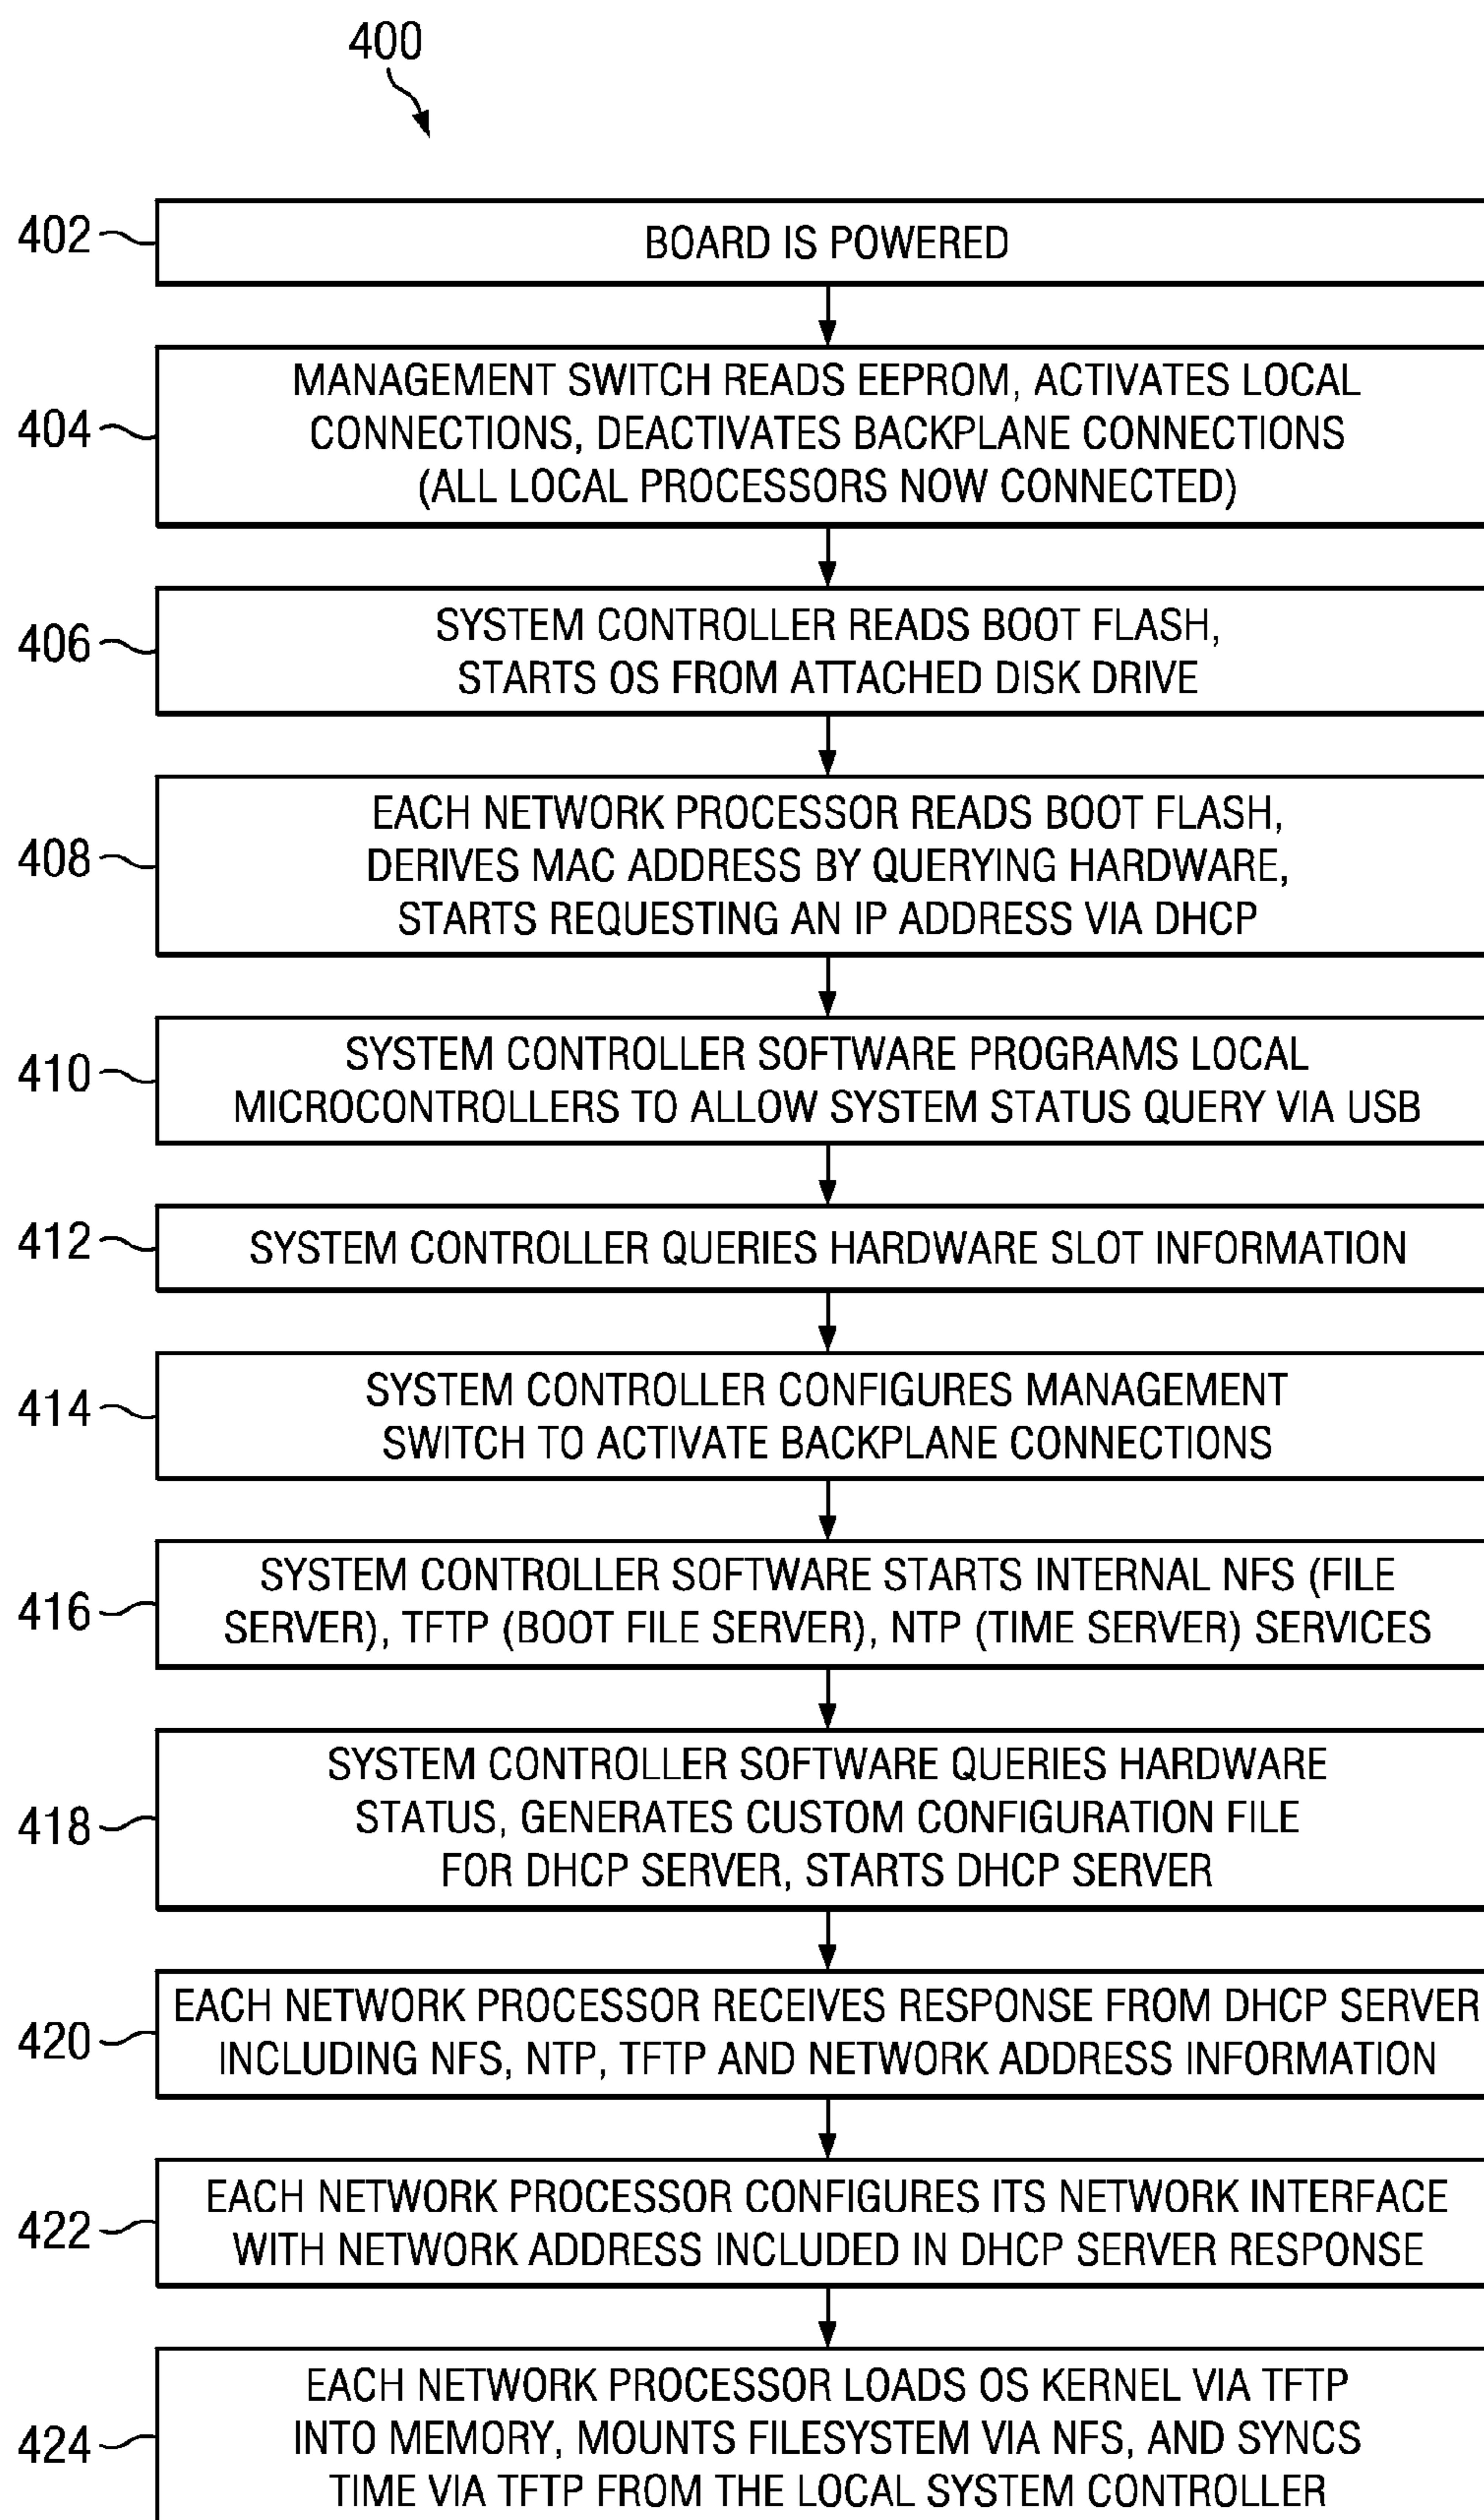 400
402
BOARD IS POWERED
404
MANAGEMENT SWITCH READS EEPROM, ACTIVATES LOCAL
CONNECTIONS, DEACTIVATES BACKPLANE CONNECTIONS
(ALL LOCAL PROCESSORS NOW CONNECTED)
406
SYSTEM CONTROLLER READS BOOT FLASH,
STARTS OS FROM ATTACHED DISK DRIVE
408
EACH NETWORK PROCESSOR READS BOOT FLASH,
DERIVES MAC ADDRESS BY QUERYING HARDWARE,
STARTS REQUESTING AN IP ADDRESS VIA DHCP
410
SYSTEM CONTROLLER SOFTWARE PROGRAMS LOCAL
MICROCONTROLLERS TO ALLOW SYSTEM STATUS QUERY VIA USB
412
SYSTEM CONTROLLER QUERIES HARDWARE SLOT INFORMATION
414
SYSTEM CONTROLLER CONFIGURES MANAGEMENT
SWITCH TO ACTIVATE BACKPLANE CONNECTIONS
416
SYSTEM CONTROLLER SOFTWARE STARTS INTERNAL NFS (FILE
SERVER), TFTP (BOOT FILE SERVER), NTP (TIME SERVER) SERVICES
418
SYSTEM CONTROLLER SOFTWARE QUERIES HARDWARE
STATUS, GENERATES CUSTOM CONFIGURATION FILE
FOR DHCP SERVER, STARTS DHCP SERVER
420
EACH NETWORK PROCESSOR RECEIVES RESPONSE FROM DHCP SERVER
INCLUDING NFS, NTP, TFTP AND NETWORK ADDRESS INFORMATION
422
EACH NETWORK PROCESSOR CONFIGURES ITS NETWORK INTERFACE
WITH NETWORK ADDRESS INCLUDED IN DHCP SERVER RESPONSE
424
EACH NETWORK PROCESSOR LOADS OS KERNEL VIA TFTP
INTO MEMORY, MOUNTS FILESYSTEM VIA NFS, AND SYNCS
TIME VIA TFTP FROM THE LOCAL SYSTEM CONTROLLER